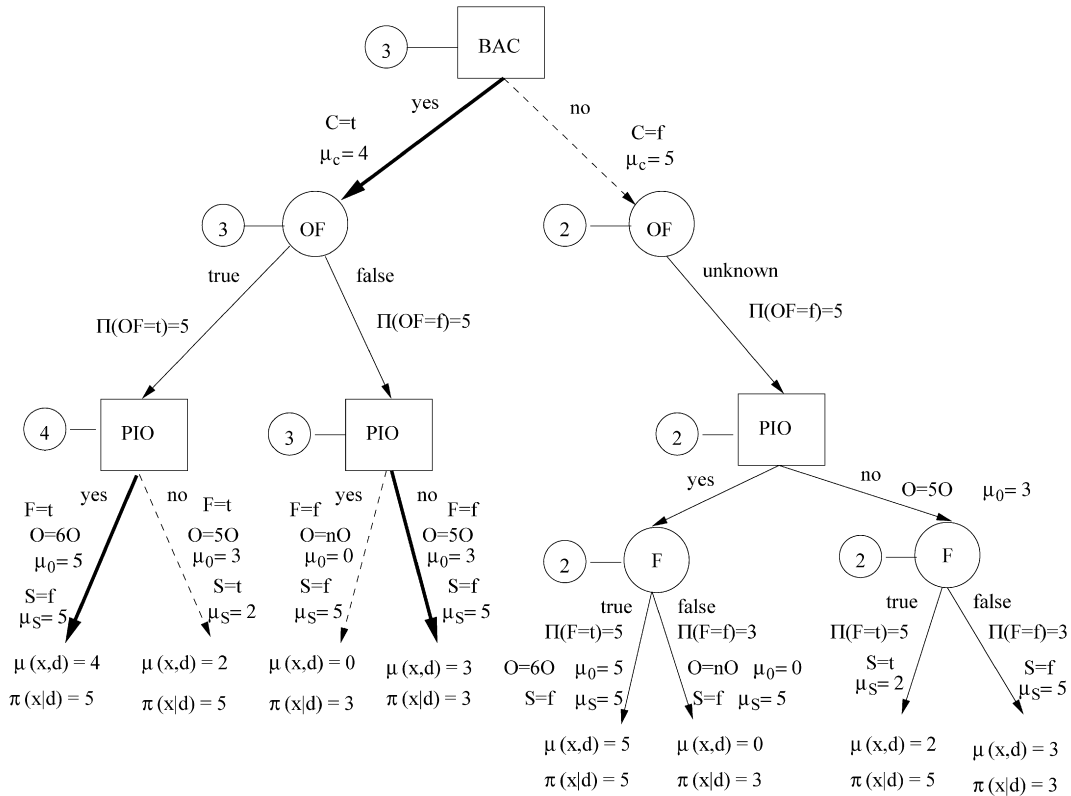 3
BAC
yes
no
C=t
μc= 4
C=f
μc= 5
3
OF
2
OF
true
false
unknown
Π(OF=t)=5
Π(OF=f)=5
Π(OF=f)=5
4
PIO
3
PIO
2
PIO
yes
no
yes
no
yes
no
F=t
O=6O
μ0= 5
S=f
μS= 5
F=t
O=5O
μ0= 3
S=t
μS= 2
F=f
O=nO
μ0= 0
S=f
μS= 5
F=f
O=5O
μ0= 3
S=f
μS= 5
O=5O μ0= 3
2
F
2
F
true
false
true
false
Π(F=t)=5
Π(F=f)=3
Π(F=t)=5
Π(F=f)=3
O=6O μ0= 5
S=f μS= 5
O=nO μ0= 0
S=f μS= 5
S=t
μS= 2
S=f
μS= 5
μ(x,d) = 4
π(x|d) = 5
μ(x,d) = 2
π(x|d) = 5
μ(x,d) = 0
π(x|d) = 3
μ(x,d) = 3
π(x|d) = 3
μ(x,d) = 5
π(x|d) = 5
μ(x,d) = 0
π(x|d) = 3
μ(x,d) = 2
π(x|d) = 5
μ(x,d) = 3
π(x|d) = 3